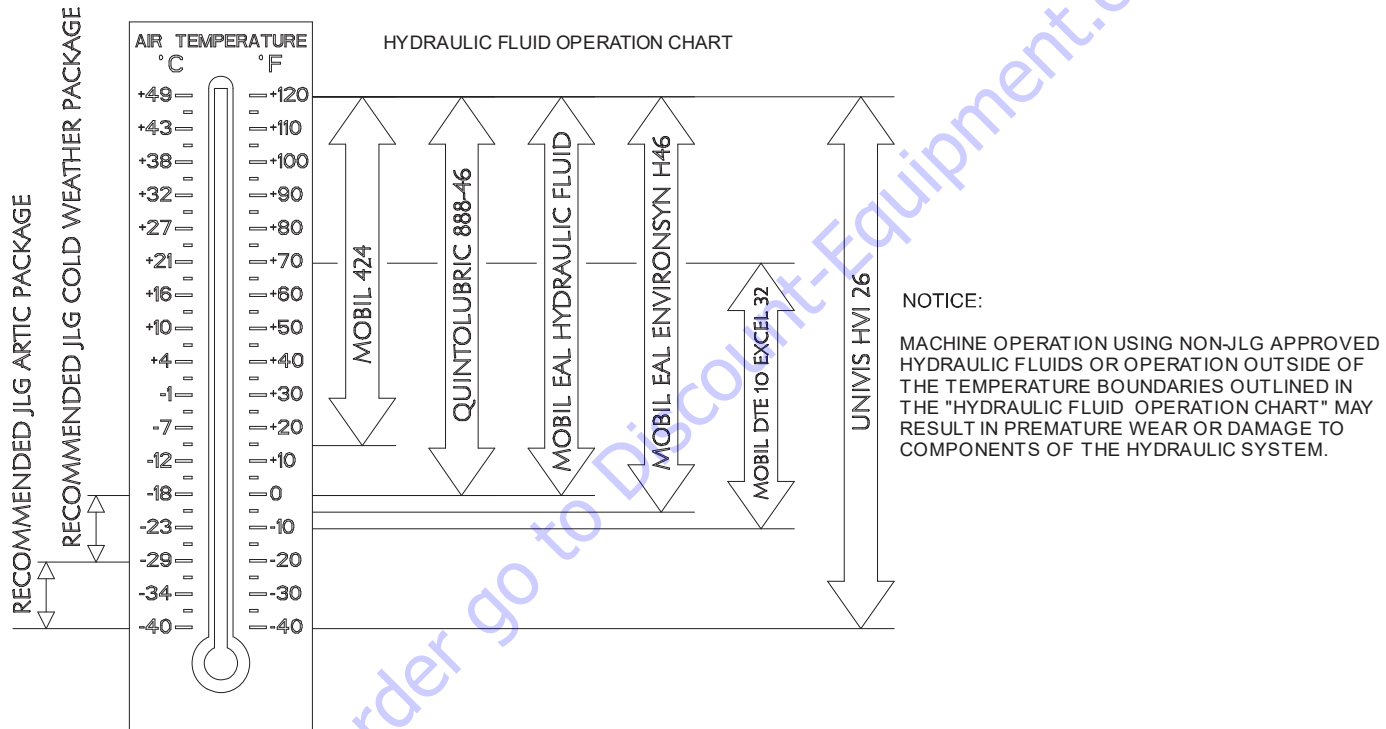 HYDRAULIC FLUID OPERATION CHART
AIR TEMPERATURE
°C °F
+49 +120
+43 +110
+38 +100
+32 +90
+27 +80
+21 +70
+16 +60
+10 +50
+4 +40
-1 +30
-7 +20
-12 +10
-18 0
-23 -10
-29 -20
-34 -30
-40 -40
RECOMMENDED JLG ARTIC PACKAGE
RECOMMENDED JLG COLD WEATHER PACKAGE
MOBIL 424
QUINTOLUBRIC 888-46
MOBIL EAL HYDRAULIC FLUID
MOBIL EAL ENVIRONSYN H46
MOBIL DTE 10 EXCEL 32
UNIVIS HVI 26
NOTICE:
MACHINE OPERATION USING NON-JLG APPROVED
HYDRAULIC FLUIDS OR OPERATION OUTSIDE OF
THE TEMPERATURE BOUNDARIES OUTLINED IN
THE "HYDRAULIC FLUID OPERATION CHART" MAY
RESULT IN PREMATURE WEAR OR DAMAGE TO
COMPONENTS OF THE HYDRAULIC SYSTEM.
go to Discount-Equipment.